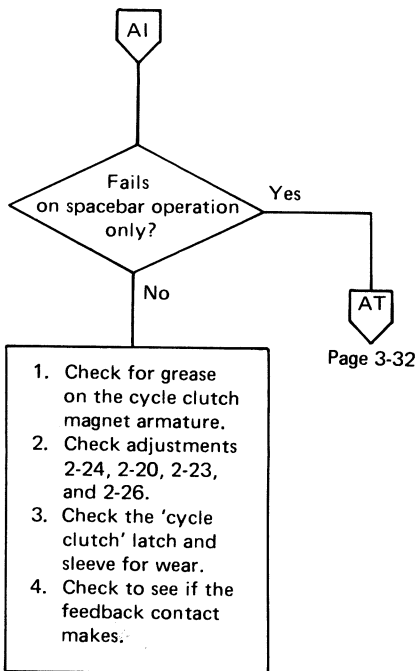 AI
Fails
on spacebar operation
only?
Yes
No
AT
Page 3-32
1. Check for grease
on the cycle clutch
magnet armature.
2. Check adjustments
2-24, 2-20, 2-23,
and 2-26.
3. Check the 'cycle
clutch' latch and
sleeve for wear.
4. Check to see if the
feedback contact
makes.